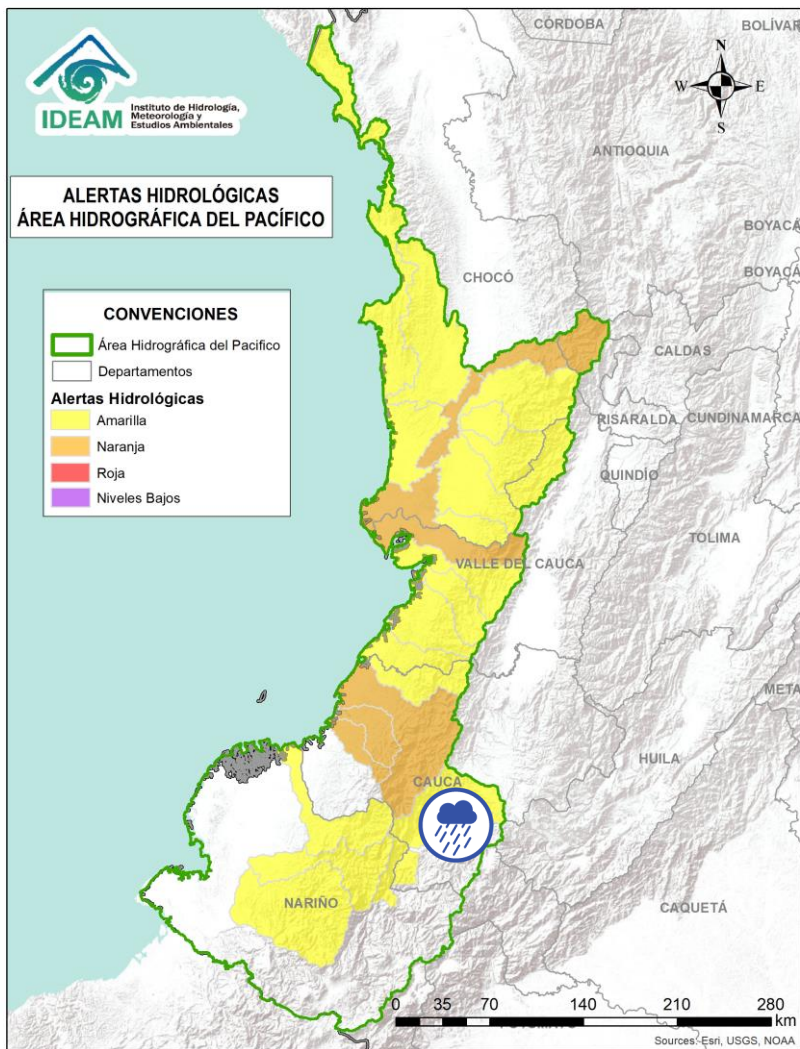 CÓRDOBA
BOLÍVAR
IDEAM
Instituto de Hidrología,
Meteorología y
Estudios Ambientales
N
W
E
S
ANTIOQUIA
ALERTAS HIDROLÓGICAS
ÁREA HIDROGRÁFICA DEL PACÍFICO
BOYACÁ
BOYACÁ
CHOCÓ
CONVENCIONES
Área Hidrográfica del Pacifico
Departamentos
Alertas Hidrológicas
Amarilla
Naranja
Roja
Niveles Bajos
CALDAS
RISARALDA
CUNDINAMARCA
QUINDÍO
TOLIMA
VALLE DEL CAUCA
META
HUILA
CAUCA
NARIÑO
CAQUETÁ
0 35 70 140 210 280
km
Sources: Esri, USGS, NOAA